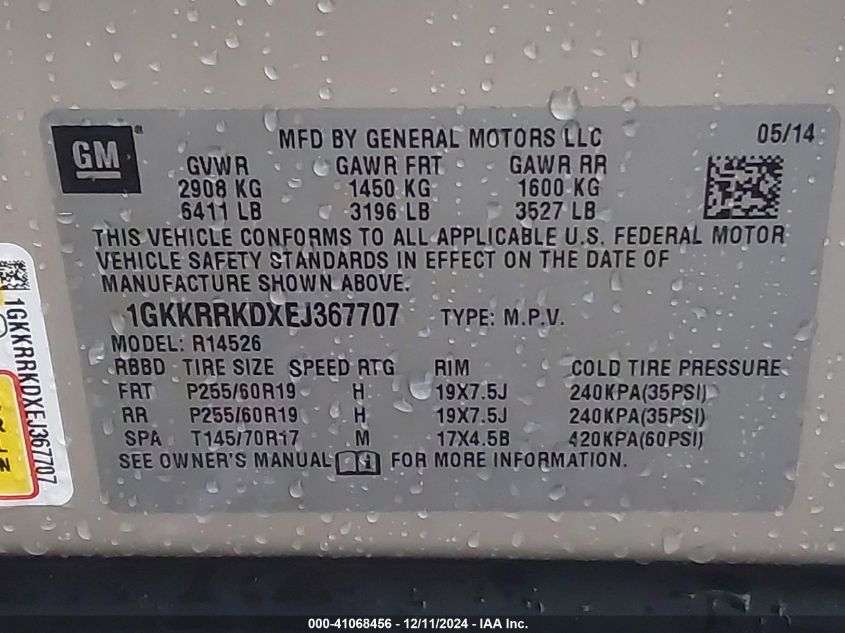 GM ®
MFD BY GENERAL MOTORS LLC 05/14
GVWR GAWR FRT GAWR RR
2908 KG 1450 KG 1600 KG
6411 LB 3196 LB 3527 LB
THIS VEHICLE CONFORMS TO ALL APPLICABLE U.S. FEDERAL MOTOR
VEHICLE SAFETY STANDARDS IN EFFECT ON THE DATE OF
MANUFACTURE SHOWN ABOVE.
1GKKRRKDXEJ367707 TYPE: M.P.V.
MODEL: R14526
RBBD TIRE SIZE SPEED RTG RIM COLD TIRE PRESSURE
FRT P255/60R19 H 19X7.5J 240KPA(35PSI)
RR P255/60R19 H 19X7.5J 240KPA(35PSI)
SPA T145/70R17 M 17X4.5B 420KPA(60PSI)
SEE OWNER'S MANUAL FOR MORE INFORMATION.
1GKKRRKDXEJ367707
000-41068456 - 12/11/2024 - IAA Inc.